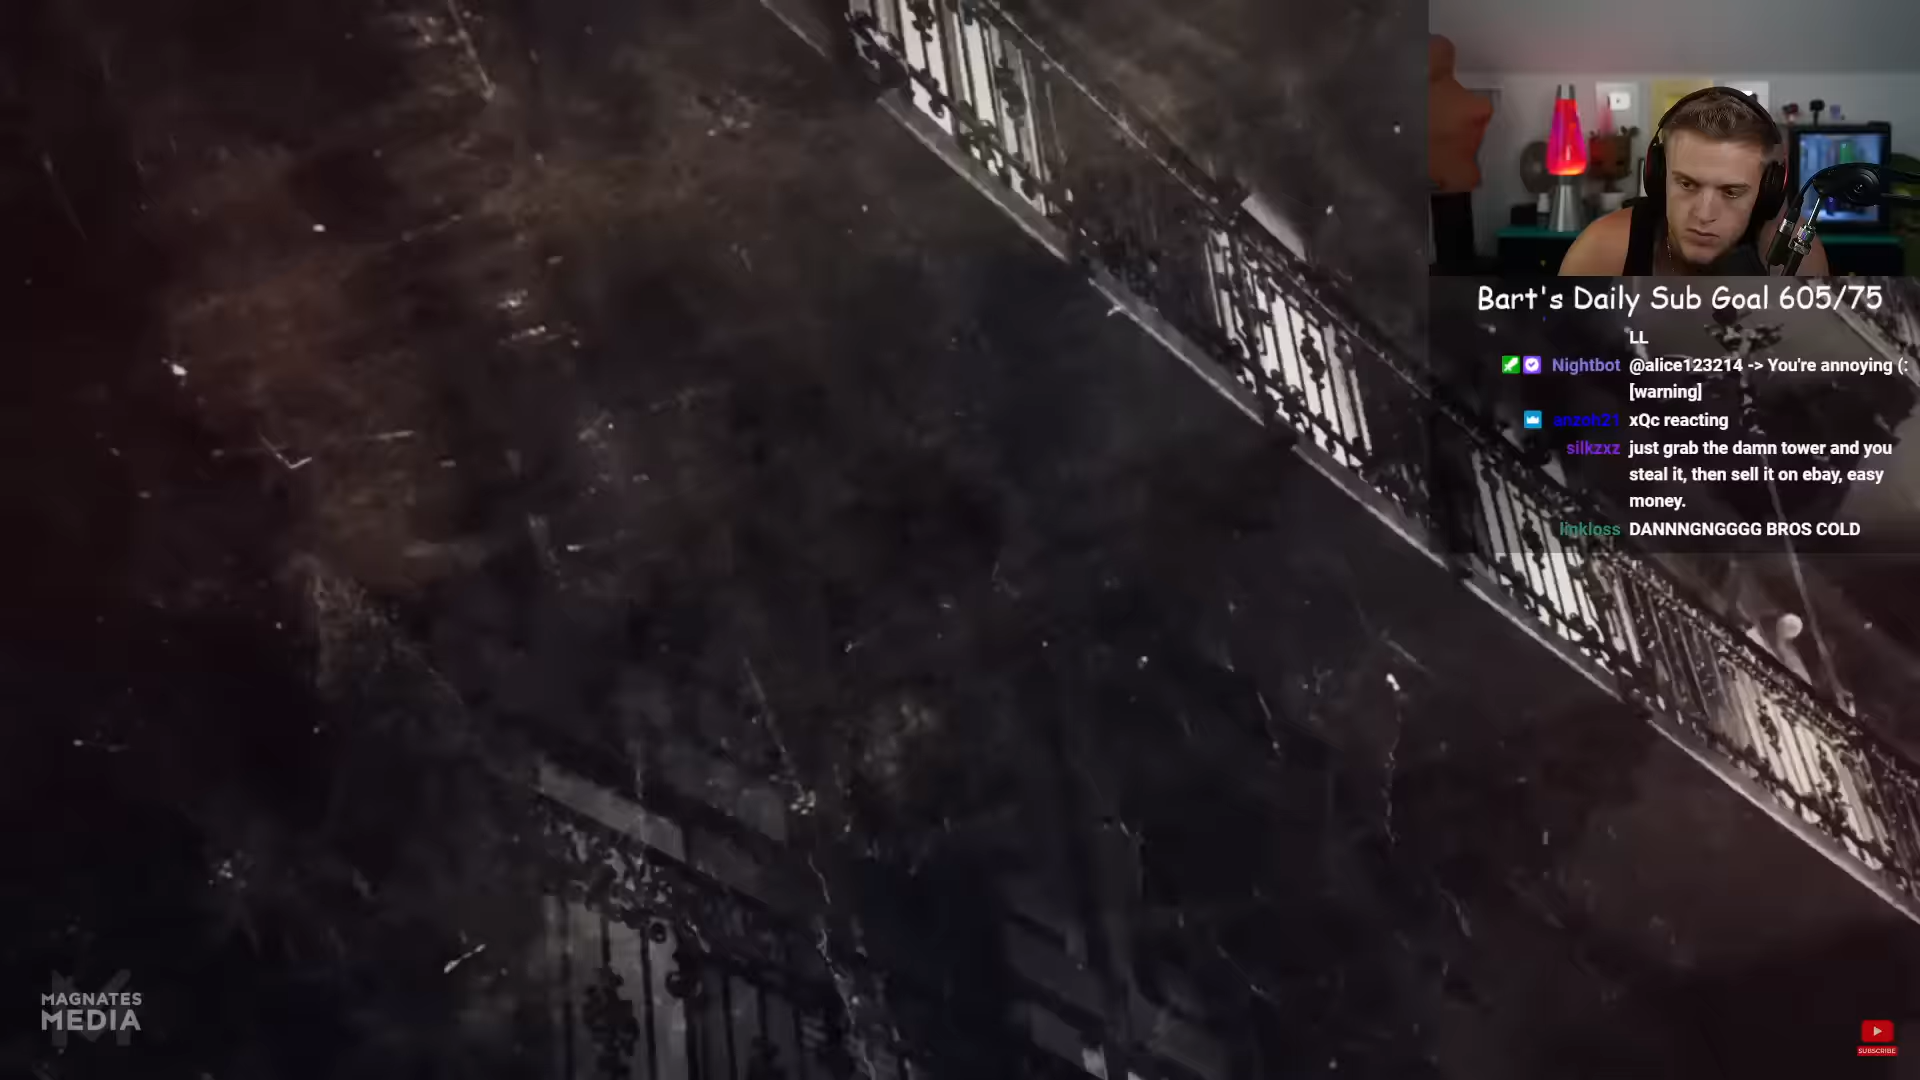 Bart's Daily Sub Goal 605/75
LL
Nightbot @alice123214 -> You're annoying (:
[warning]
anzoh21 xQc reacting
silkzxz just grab the damn tower and you
steal it, then sell it on ebay, easy
money.
linkloss DANNNGNGGGG BROS COLD
MAGNATES
MEDIA
SUBSCRIBE